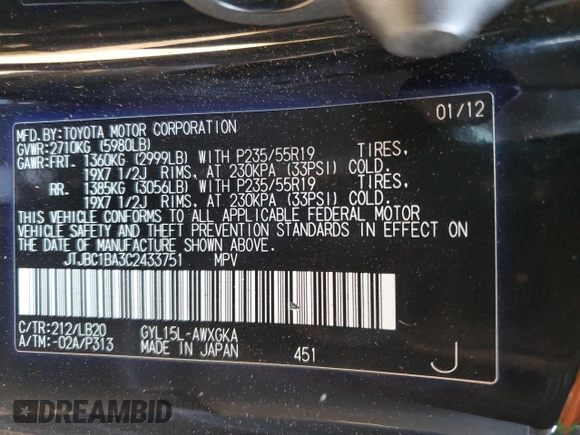 MFD.BY:TOYOTA MOTOR CORPORATION 01/12
GVWR:2710KG (5980LB)
GAWR:FRT. 1360KG (2999LB) WITH P235/55R19 TIRES,
19X7 1/2J RIMS, AT 230KPA (33PSI) COLD.
RR. 1385KG (3056LB) WITH P235/55R19 TIRES,
19X7 1/2J RIMS, AT 230KPA (33PSI) COLD.
THIS VEHICLE CONFORMS TO ALL APPLICABLE FEDERAL MOTOR
VEHICLE SAFETY AND THEFT PREVENTION STANDARDS IN EFFECT ON
THE DATE OF MANUFACTURE SHOWN ABOVE.
JTJBC1BA3C2433751 MPV
C/TR:212/LB20 GYL15L-AWXGKA
A/TM:-02A/P313 MADE IN JAPAN 451 J
DREAMBID